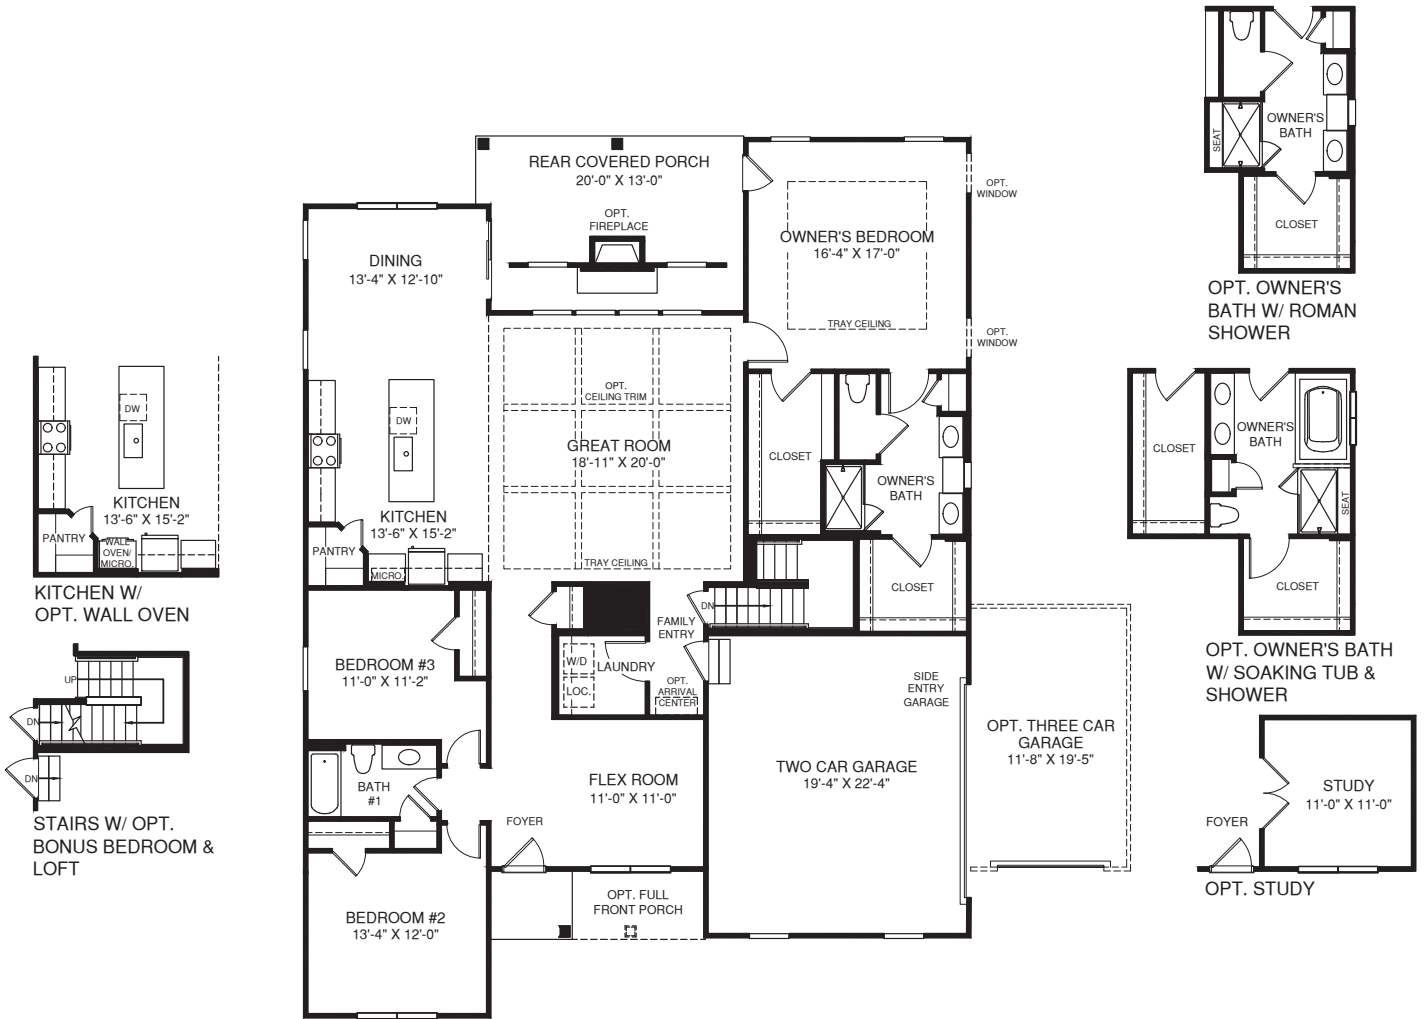 REAR COVERED PORCH
20'-0" X 13'-0"
OPT.
FIREPLACE
OWNER'S BEDROOM
16'-4" X 17'-0"
TRAY CEILING
OPT.
WINDOW
OPT.
WINDOW
DINING
13'-4" X 12'-10"
OPT.
CEILING TRIM
GREAT ROOM
18'-11" X 20'-0"
TRAY CEILING
DW
KITCHEN
13'-6" X 15'-2"
PANTRY
MICRO.
CLOSET
OWNER'S
BATH
CLOSET
DN
FAMILY
ENTRY
W/D
LAUNDRY
LOC.
OPT.
ARRIVAL
CENTER
BEDROOM #3
11'-0" X 11'-2"
BATH
#1
FLEX ROOM
11'-0" X 11'-0"
FOYER
SIDE
ENTRY
GARAGE
TWO CAR GARAGE
19'-4" X 22'-4"
OPT. THREE CAR
GARAGE
11'-8" X 19'-5"
OPT. FULL
FRONT PORCH
BEDROOM #2
13'-4" X 12'-0"
DW
KITCHEN
13'-6" X 15'-2"
PANTRY
WALL
OVEN/
MICRO.
KITCHEN W/
OPT. WALL OVEN
UP
DN
DN
STAIRS W/ OPT.
BONUS BEDROOM &
LOFT
SEAT
OWNER'S
BATH
CLOSET
OPT. OWNER'S
BATH W/ ROMAN
SHOWER
CLOSET
OWNER'S
BATH
SEAT
CLOSET
OPT. OWNER'S BATH
W/ SOAKING TUB &
SHOWER
STUDY
11'-0" X 11'-0"
FOYER
OPT. STUDY